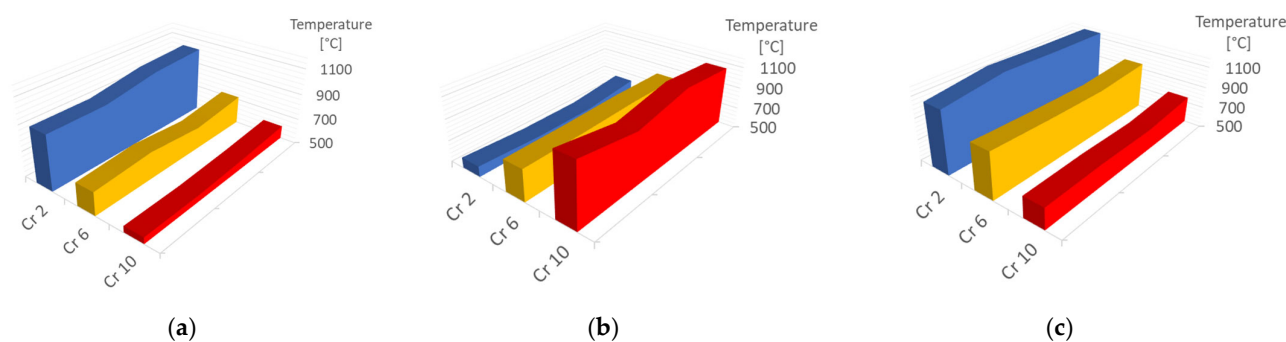 Temperature
[°C]
1100
900
700
500
Cr 2
Cr 6
Cr 10
(a)
Temperature
[°C]
1100
900
700
500
Cr 2
Cr 6
Cr 10
(b)
Temperature
[°C]
1100
900
700
500
Cr 2
Cr 6
Cr 10
(c)